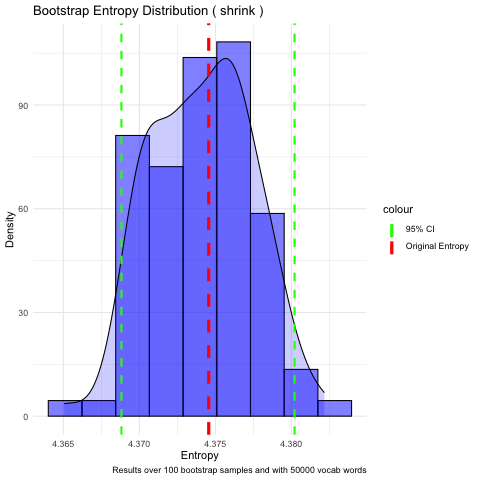 Bootstrap Entropy Distribution ( shrink )
90
60
30
0
Density
4.365
4.370
4.375
4.380
Entropy
Results over 100 bootstrap samples and with 50000 vocab words
colour
95% CI
Original Entropy